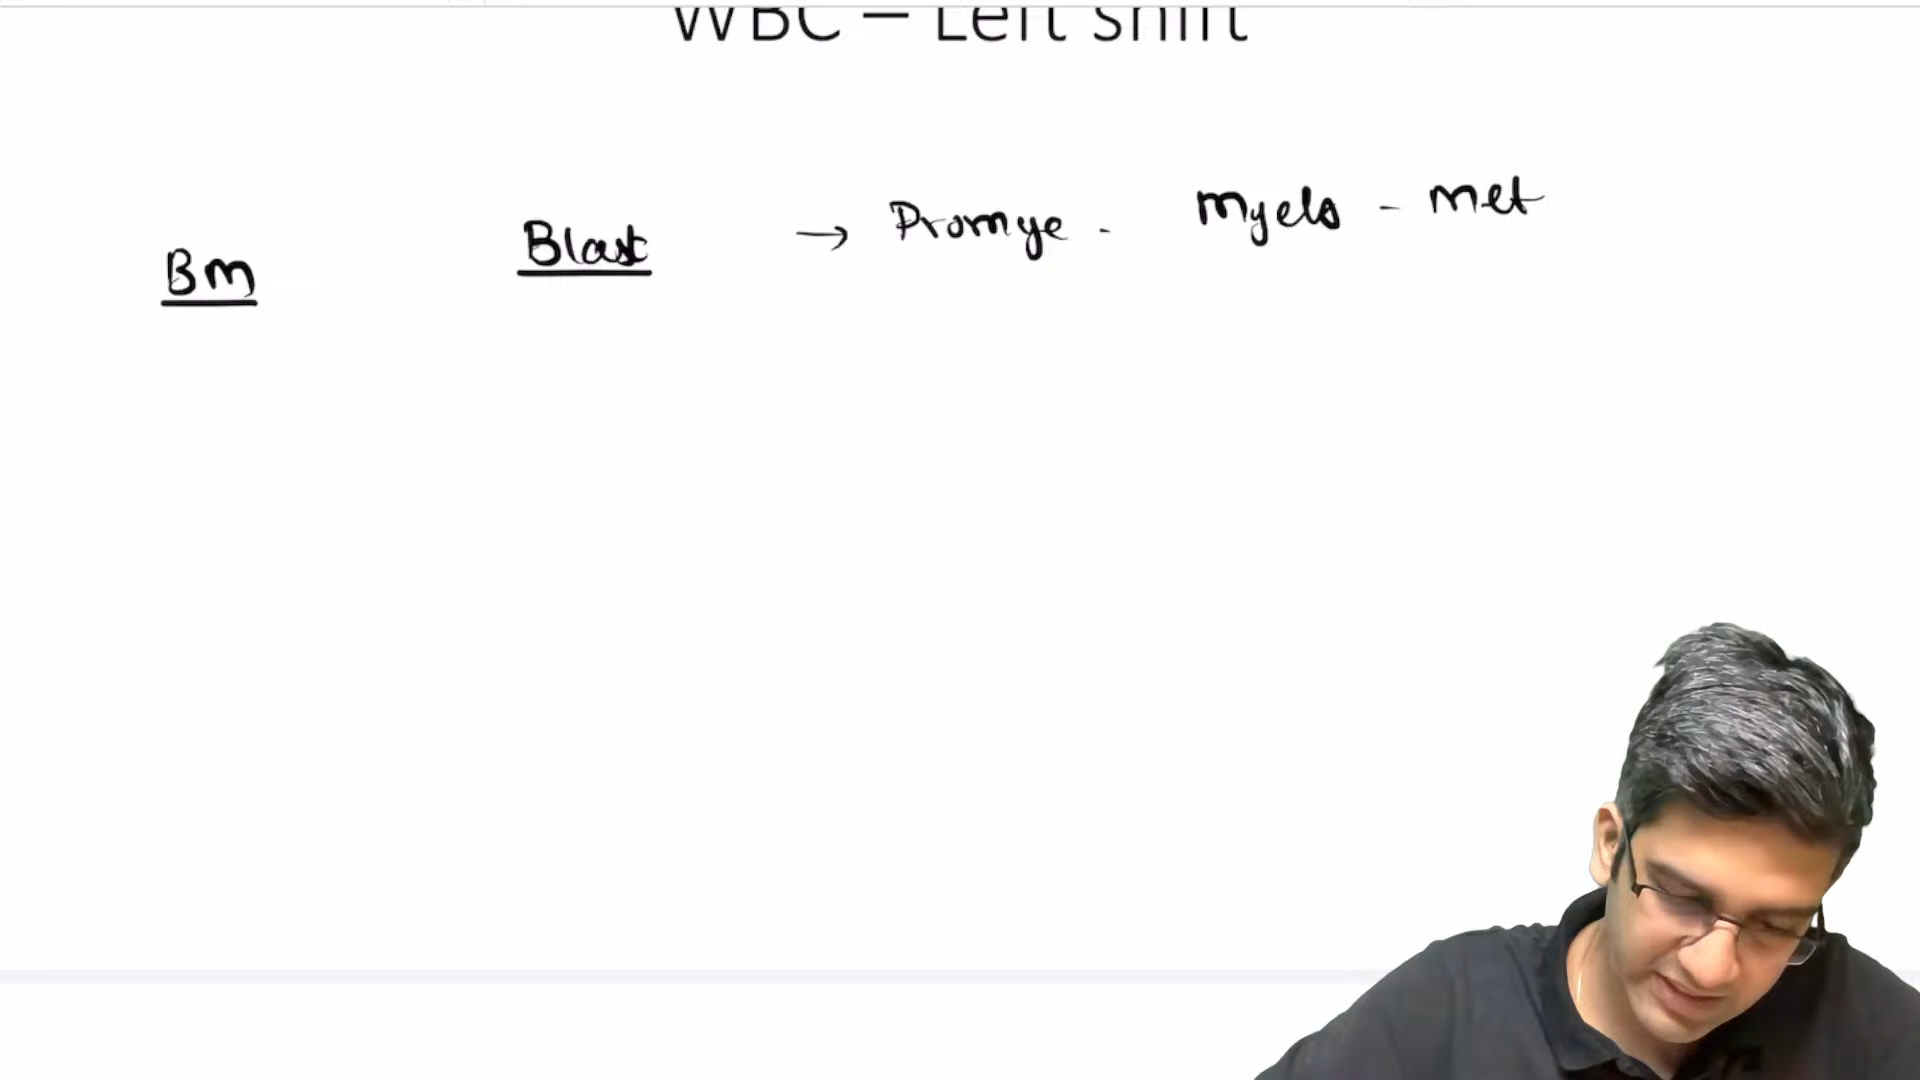 WBC – Left shift
Blast → Promye - Myelo - Met
BM